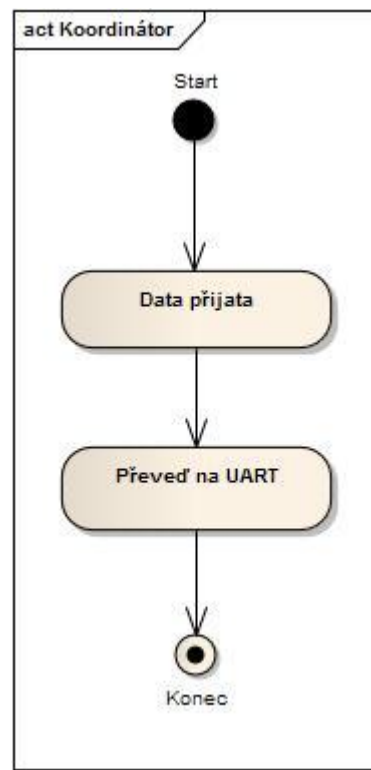 act Koordinátor
Start
Data přijata
Převeď na UART
Konec